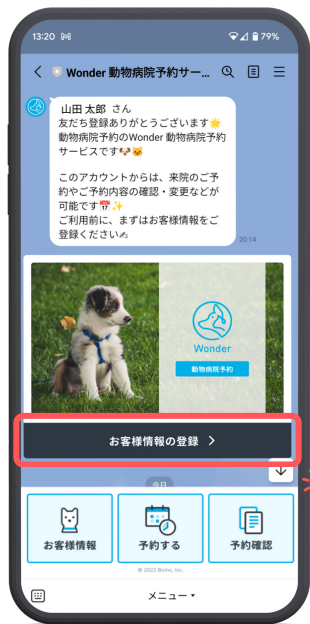 13:20
79%
Wonder 動物病院予約サー...
山田 太郎 さん
友だち登録ありがとうございます🌟
動物病院予約のWonder 動物病院予約
サービスです🐶🐱
このアカウントからは、来院のご予
約やご予約内容の確認・変更などが
可能です📅✨
ご利用前に、まずはお客様情報をご
登録ください✍
20:14
Wonder
動物病院予約
お客様情報の登録 >
今日
お客様情報
予約する
予約確認
© 2022 Bomo, Inc.
メニュー ▾